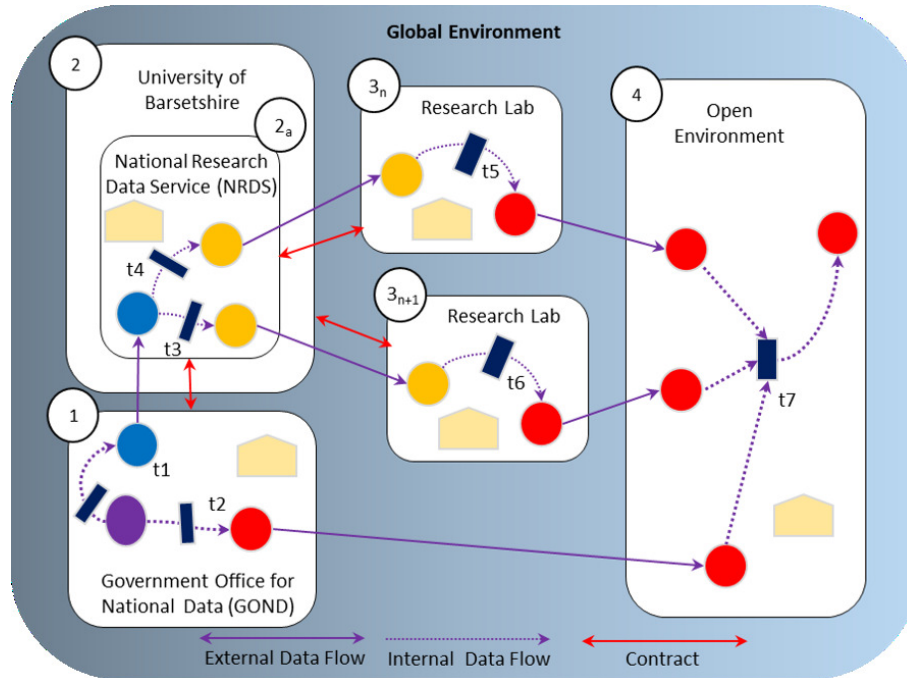 Global Environment
2
University of
Barsetshire
2a
National Research
Data Service (NRDS)
t4
t3
3n
Research Lab
t5
3n+1
Research Lab
t6
4
Open
Environment
t7
1
t1
t2
Government Office for
National Data (GOND)
External Data Flow
Internal Data Flow
Contract